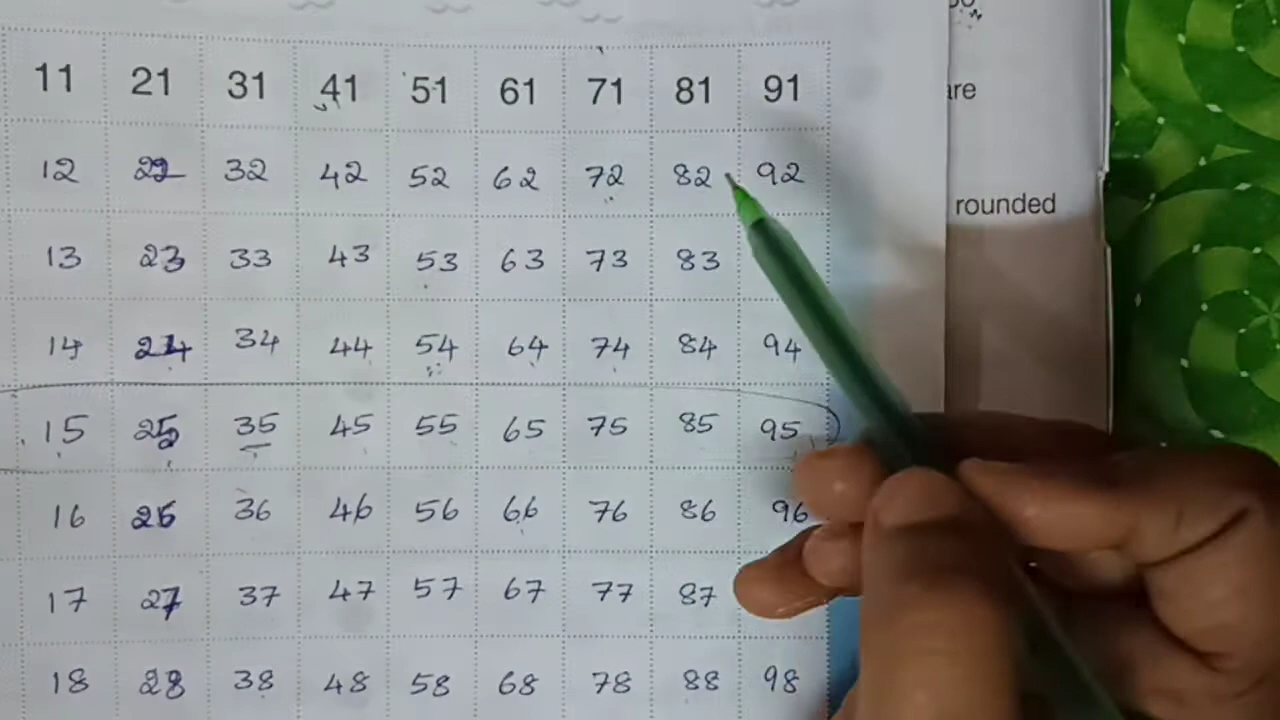 11 21 31 41 51 61 71 81 91
are
12 22 32 42 52 62 72 82 92
rounded
13 23 33 43 53 63 73 83
14 24 34 44 54 64 74 84 94
15 25 35 45 55 65 75 85 95
16 26 36 46 56 66 76 86 96
17 27 37 47 57 67 77 87
18 28 38 48 58 68 78 88 98